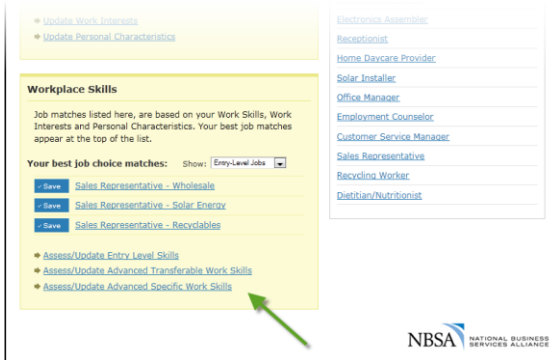 Update Work Interests
Update Personal Characteristics
Workplace Skills
Job matches listed here, are based on your Work Skills, Work
Interests and Personal Characteristics. Your best job matches
appear at the top of the list.
Your best job choice matches: Show: Entry-Level Jobs
Save Sales Representative - Wholesale
Save Sales Representative - Solar Energy
Save Sales Representative - Recyclables
Assess/Update Entry Level Skills
Assess/Update Advanced Transferable Work Skills
Assess/Update Advanced Specific Work Skills
Electronics Assembler
Receptionist
Home Daycare Provider
Solar Installer
Office Manager
Employment Counselor
Customer Service Manager
Sales Representative
Recycling Worker
Dietitian/Nutritionist
NBSA NATIONAL BUSINESS
SERVICES ALLIANCE